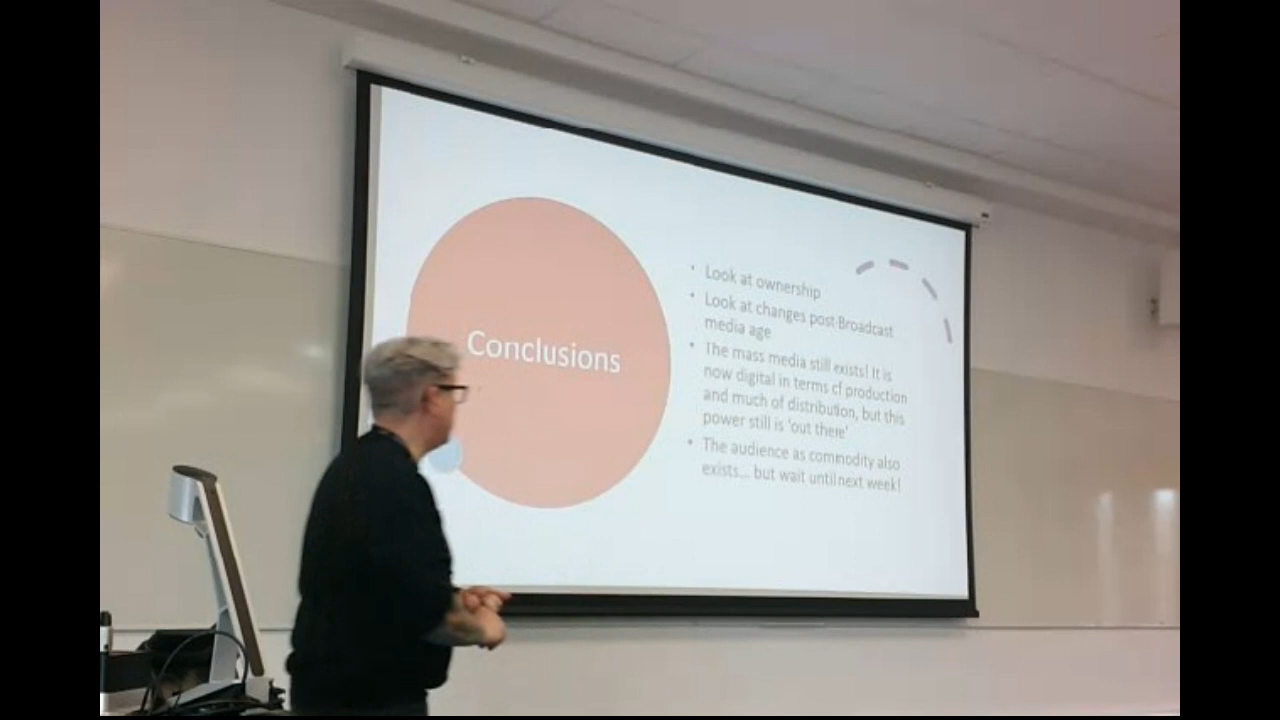 Conclusions
• Look at ownership
• Look at changes post-Broadcast
media age
• The mass media still exists! It is
now digital in terms of production
and much of distribution, but this
power still is 'out there'
• The audience as commodity also
exists... but wait until next week!